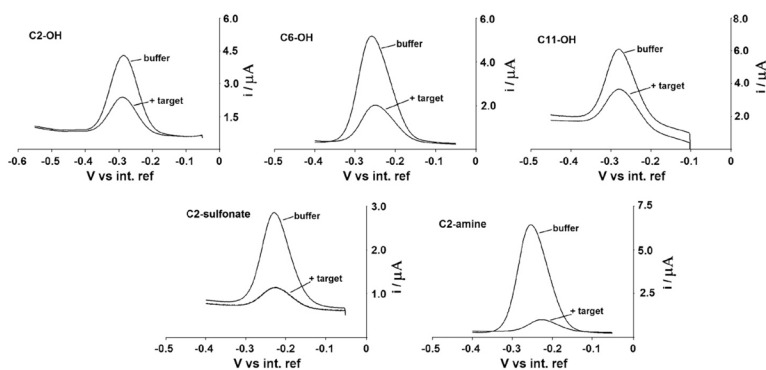 C2-OH
buffer
+ target
6.0
4.5
3.0
1.5
i / µA
-0.6 -0.5 -0.4 -0.3 -0.2 -0.1 0
V vs int. ref
C6-OH
buffer
+ target
6.0
4.0
2.0
i / µA
-0.5 -0.4 -0.3 -0.2 -0.1 0
V vs int. ref
C11-OH
buffer
+ target
8.0
6.0
4.0
2.0
i / µA
-0.5 -0.4 -0.3 -0.2 -0.1 0
V vs int. ref
C2-sulfonate
buffer
+ target
3.0
2.0
1.0
i / µA
-0.5 -0.4 -0.3 -0.2 -0.1 0
V vs int. ref
C2-amine
buffer
+ target
7.5
5.0
2.5
i / µA
-0.5 -0.4 -0.3 -0.2 -0.1 0
V vs int. ref